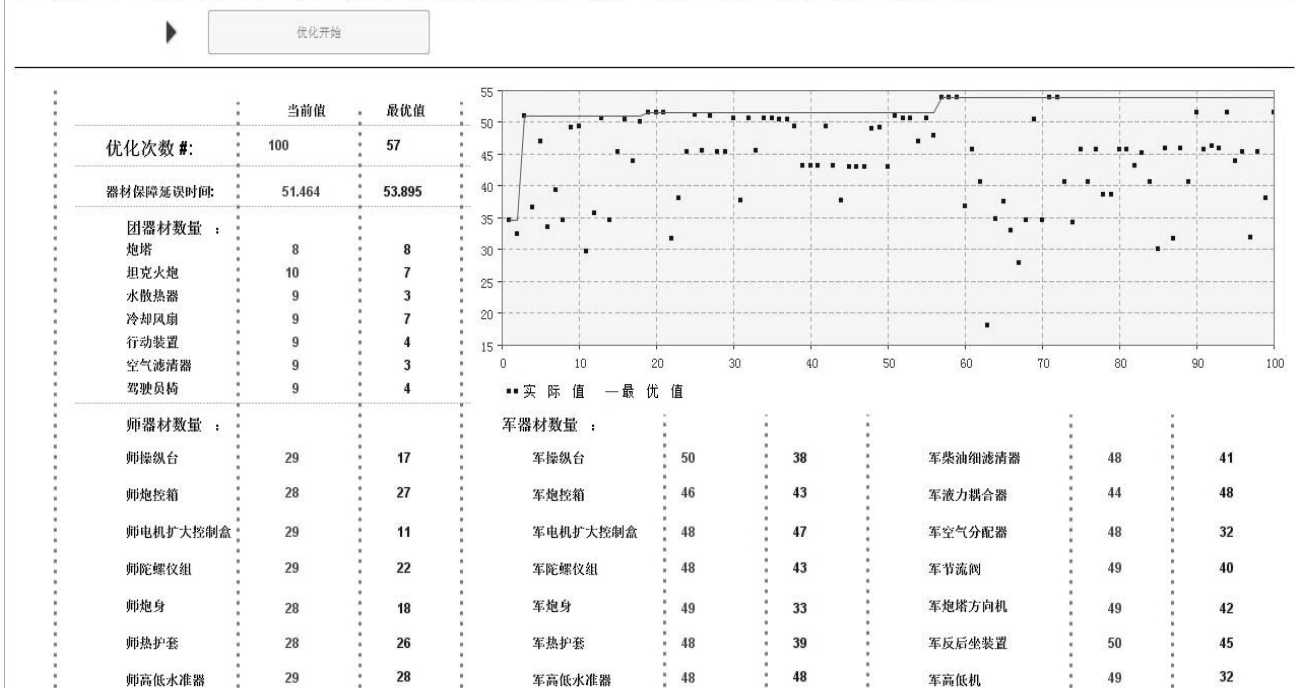 优化开始
当前值 最优值
优化次数 #: 100 57
器材保障延误时间: 51.464 53.895
团器材数量 :
炮塔 8 8
坦克火炮 10 7
水散热器 9 3
冷却风扇 9 7
行动装置 9 4
空气滤清器 9 3
驾驶员椅 9 4
55
50
45
40
35
30
25
20
15
0 10 20 30 40 50 60 70 80 90 100
实际值 —最优值
师器材数量 : 军器材数量 :
师操纵台 29 17 军操纵台 50 38 军柴油细滤清器 48 41
师炮控箱 28 27 军炮控箱 46 43 军液力耦合器 44 48
师电机扩大控制盒 29 11 军电机扩大控制盒 48 47 军空气分配器 48 32
师陀螺仪组 29 22 军陀螺仪组 48 43 军节流阀 49 40
师炮身 28 18 军炮身 49 33 军炮塔方向机 49 42
师热护套 28 26 军热护套 48 39 军反后坐装置 50 45
师高低水准器 29 28 军高低水准器 48 48 军高低机 49 32